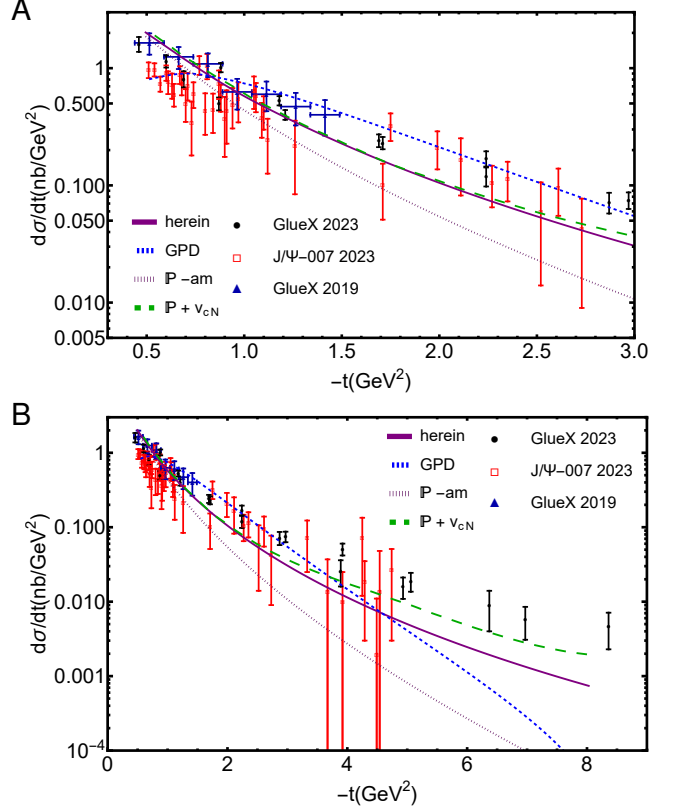 A
1
0.500
0.100
0.050
0.010
0.005
dσ/dt(nb/GeV²)
herein
GPD
ℙ −am
ℙ + v_cN
GlueX 2023
J/Ψ−007 2023
GlueX 2019
0.5 1.0 1.5 2.0 2.5 3.0
−t(GeV²)
B
1
0.100
0.010
0.001
10⁻⁴
dσ/dt(nb/GeV²)
herein
GPD
ℙ −am
ℙ + v_cN
GlueX 2023
J/Ψ−007 2023
GlueX 2019
0 2 4 6 8
−t(GeV²)